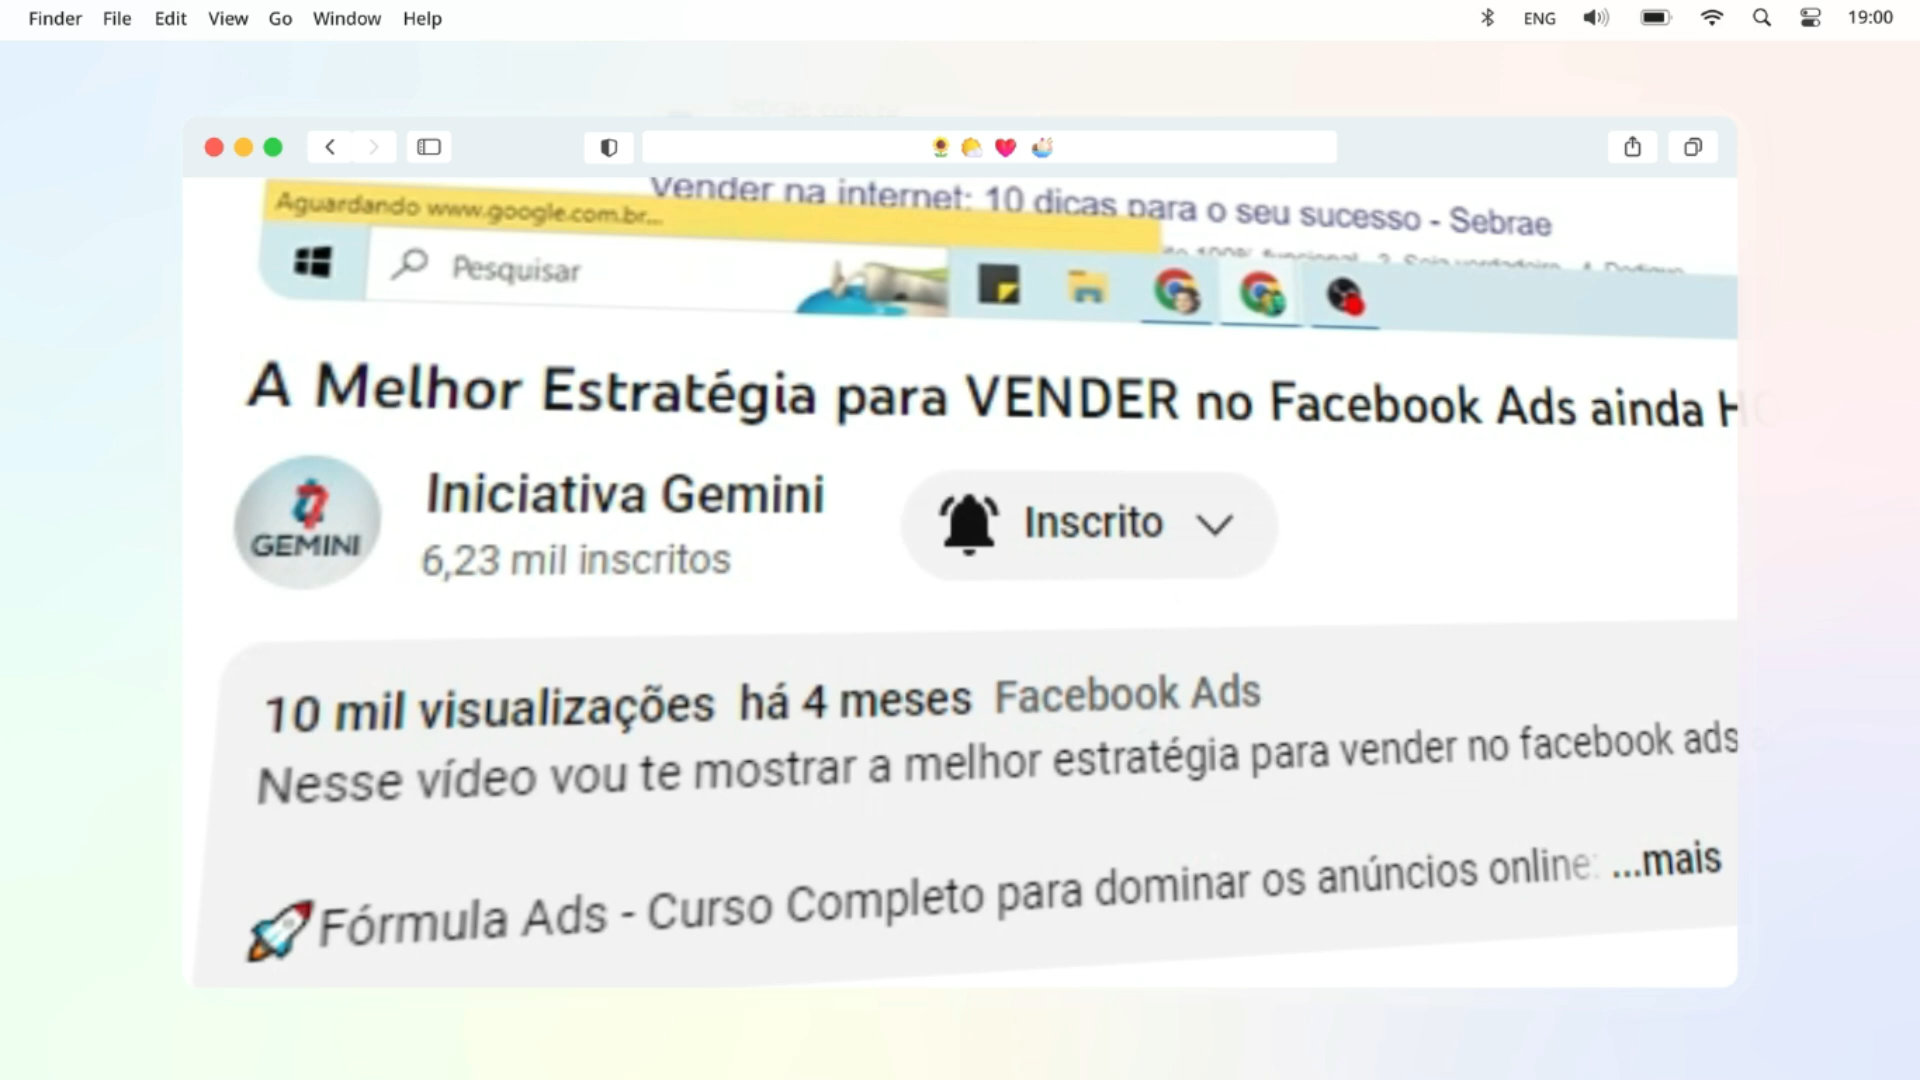 Finder File Edit View Go Window Help
ENG 19:00
Vender na internet: 10 dicas para o seu sucesso - Sebrae
Aguardando www.google.com.br...
Pesquisar
A Melhor Estratégia para VENDER no Facebook Ads ainda H
GEMINI
Iniciativa Gemini
6,23 mil inscritos
Inscrito
10 mil visualizações há 4 meses Facebook Ads
Nesse vídeo vou te mostrar a melhor estratégia para vender no facebook ads
Fórmula Ads - Curso Completo para dominar os anúncios online: ...mais